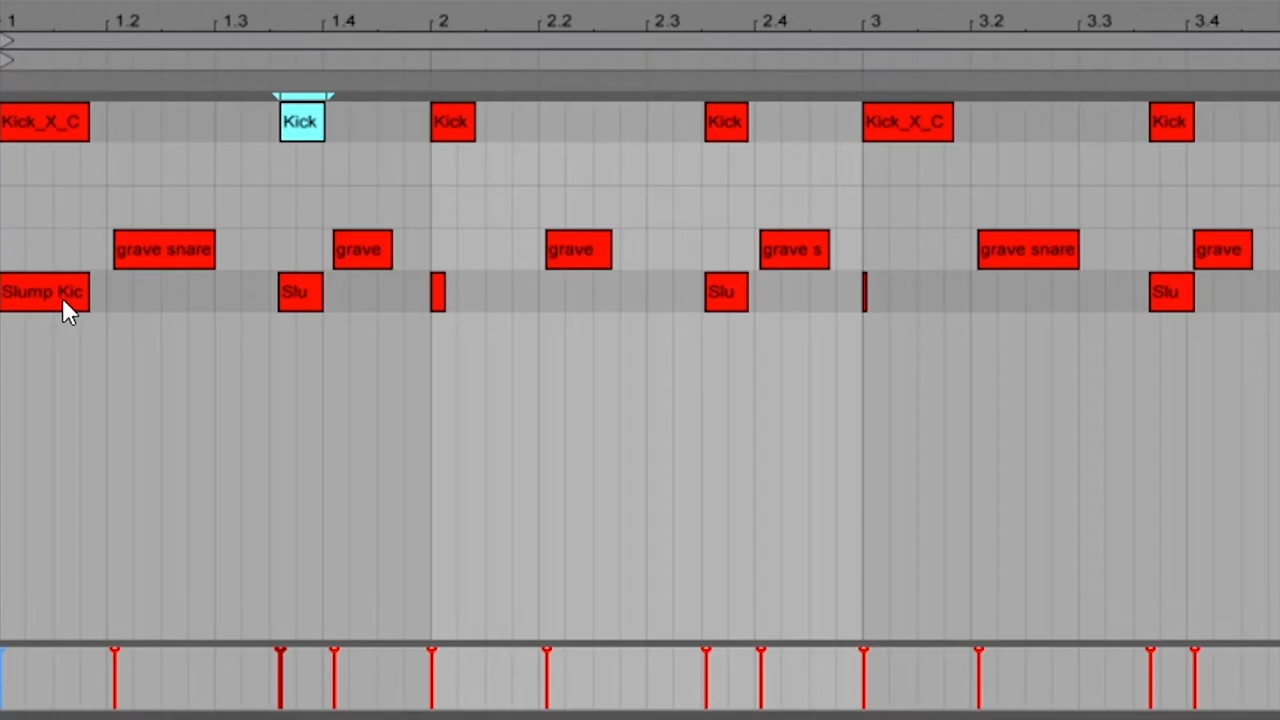 1 1.2 1.3 1.4 2 2.2 2.3 2.4 3 3.2 3.3 3.4
Kick_X_C Kick Kick Kick Kick_X_C Kick
grave snare grave grave grave s grave snare grave
Slump Kic Slu Slu Slu